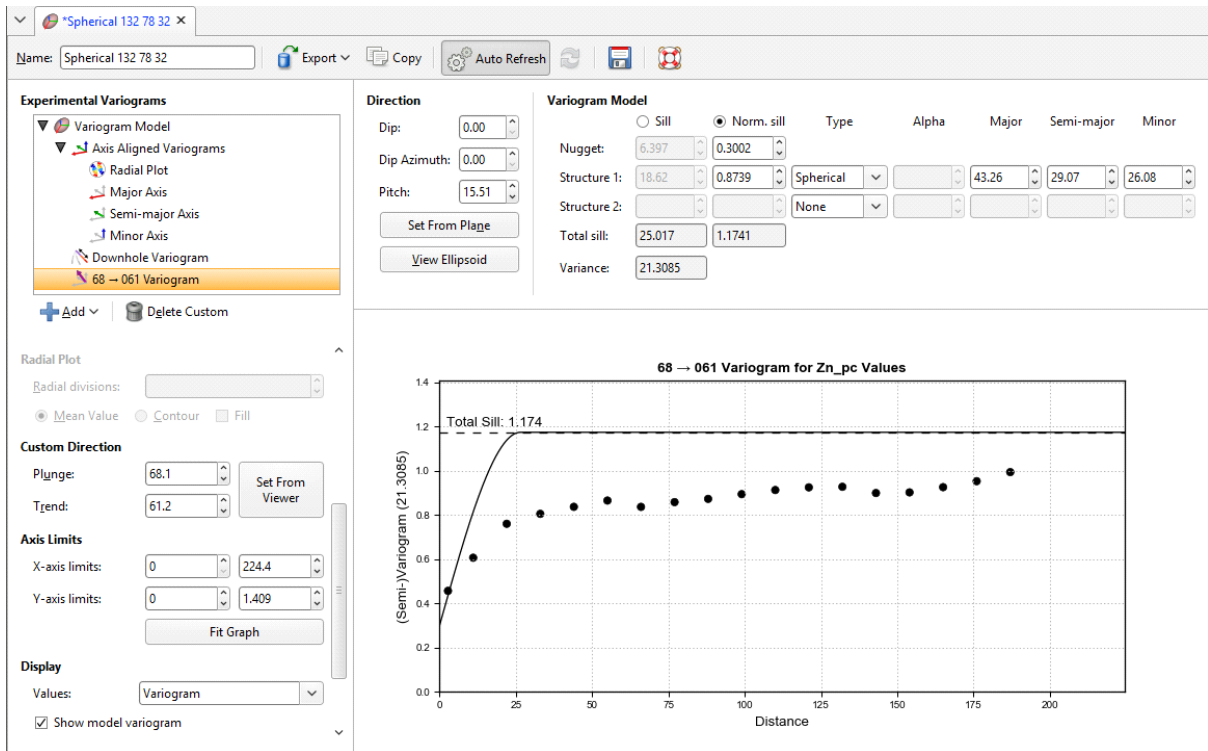 *Spherical 132 78 32
Name: Spherical 132 78 32 Export Copy Auto Refresh
Experimental Variograms
Variogram Model
Axis Aligned Variograms
Radial Plot
Major Axis
Semi-major Axis
Minor Axis
Downhole Variogram
68 → 061 Variogram
Add Delete Custom
Radial Plot
Radial divisions:
Mean Value Contour Fill
Custom Direction
Plunge: 68.1
Trend: 61.2
Set From Viewer
Axis Limits
X-axis limits: 0 224.4
Y-axis limits: 0 1.409
Fit Graph
Display
Values: Variogram
Show model variogram
Direction
Dip: 0.00
Dip Azimuth: 0.00
Pitch: 15.51
Set From Plane
View Ellipsoid
Variogram Model
Sill Norm. sill Type Alpha Major Semi-major Minor
Nugget: 6.397 0.3002
Structure 1: 18.62 0.8739 Spherical 43.26 29.07 26.08
Structure 2: None
Total sill: 25.017 1.1741
Variance: 21.3085
68 → 061 Variogram for Zn_pc Values
Total Sill: 1.174
(Semi-)Variogram (21.3085)
1.4
1.2
1.0
0.8
0.6
0.4
0.2
0.0
0 25 50 75 100 125 150 175 200
Distance